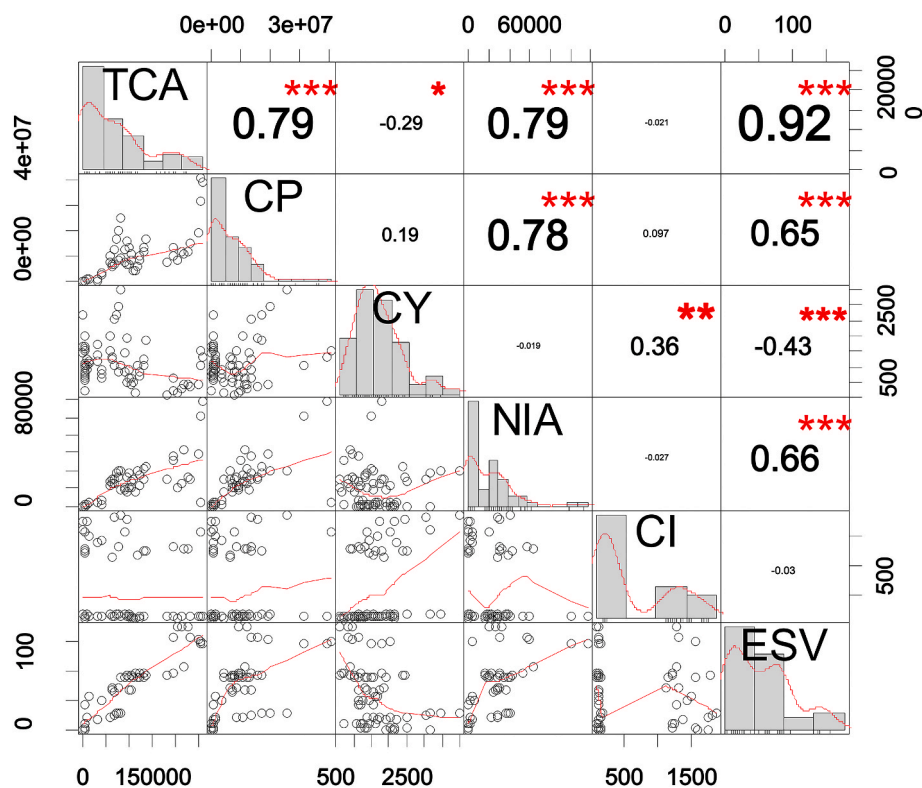 0e+00 3e+07 0 60000 0 100
TCA *** 0.79 * -0.29 *** 0.79 -0.021 *** 0.92 0 20000
0
4e+07 0e+00 CP 0.19 *** 0.78 0.097 *** 0.65
CY -0.019 ** 0.36 *** -0.43 500 2500
80000 0 NIA -0.027 *** 0.66
CI -0.03 500
100 0 ESV
0 150000 500 2500 500 1500